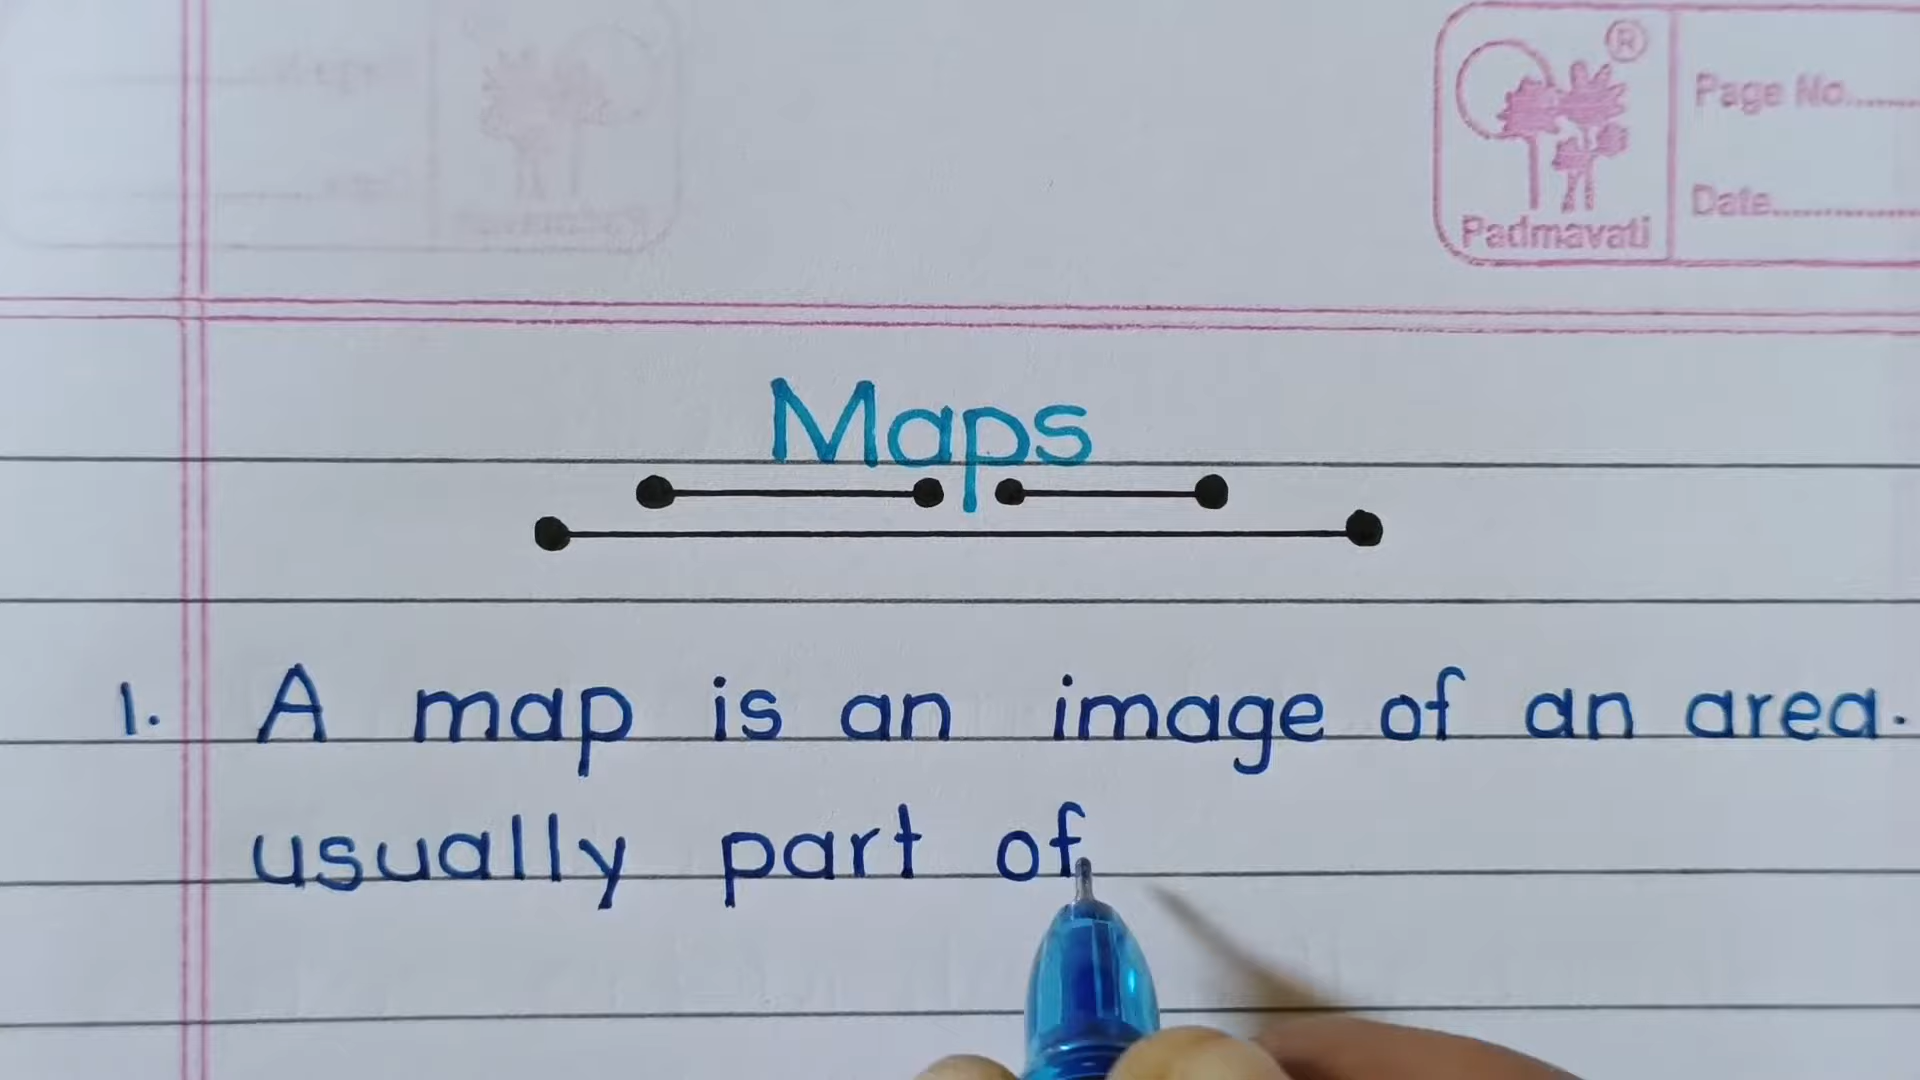 ®
Page No.......
Date...............
Padmavati
Maps
1. A map is an image of an area.
usually part of